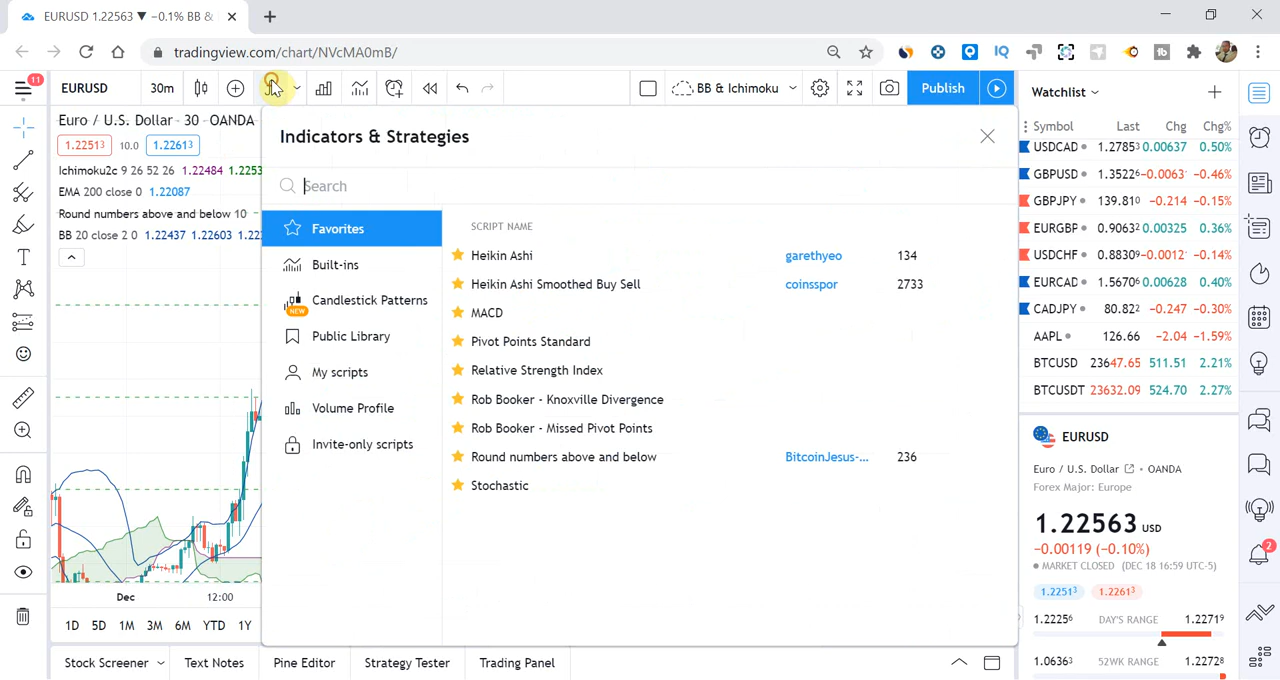 EURUSD 1.22563 ▼ −0.1% BB &
tradingview.com/chart/NVcMA0mB/
11
EURUSD
30m
BB & Ichimoku
Publish
Watchlist
Euro / U.S. Dollar · 30 · OANDA
1.22513
10.0
1.22613
Ichimoku2c 9 26 52 26 1.22484 1.2253
EMA 200 close 0 1.22087
Round numbers above and below 10
BB 20 close 2 0 1.22437 1.22603 1.22
Indicators & Strategies
Search
Favorites
Built-ins
Candlestick Patterns
NEW
Public Library
My scripts
Volume Profile
Invite-only scripts
SCRIPT NAME
Heikin Ashi garethyeo 134
Heikin Ashi Smoothed Buy Sell coinsspor 2733
MACD
Pivot Points Standard
Relative Strength Index
Rob Booker - Knoxville Divergence
Rob Booker - Missed Pivot Points
Round numbers above and below BitcoinJesus-... 236
Stochastic
Symbol Last Chg Chg%
USDCAD 1.27853 0.00637 0.50%
GBPUSD 1.35226 −0.0063 −0.46%
GBPJPY 139.810 −0.214 −0.15%
EURGBP 0.90632 0.00325 0.36%
USDCHF 0.88309 −0.0012 −0.14%
EURCAD 1.56706 0.00628 0.40%
CADJPY 80.822 −0.247 −0.30%
AAPL 126.66 −2.04 −1.59%
BTCUSD 23647.65 511.51 2.21%
BTCUSDT 23632.09 524.70 2.27%
EURUSD
Euro / U.S. Dollar • OANDA
Forex Major: Europe
1.22563 USD
−0.00119 (−0.10%)
MARKET CLOSED (DEC 18 16:59 UTC-5)
1.22513 1.22613
1.22256 DAY'S RANGE 1.22719
1.06363 52WK RANGE 1.22728
2
Dec 12:00
1D 5D 1M 3M 6M YTD 1Y
Stock Screener
Text Notes
Pine Editor
Strategy Tester
Trading Panel